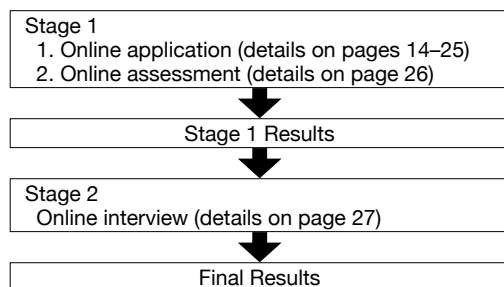 Stage 1
1. Online application (details on pages 14–25)
2. Online assessment (details on page 26)
Stage 1 Results
Stage 2
Online interview (details on page 27)
Final Results